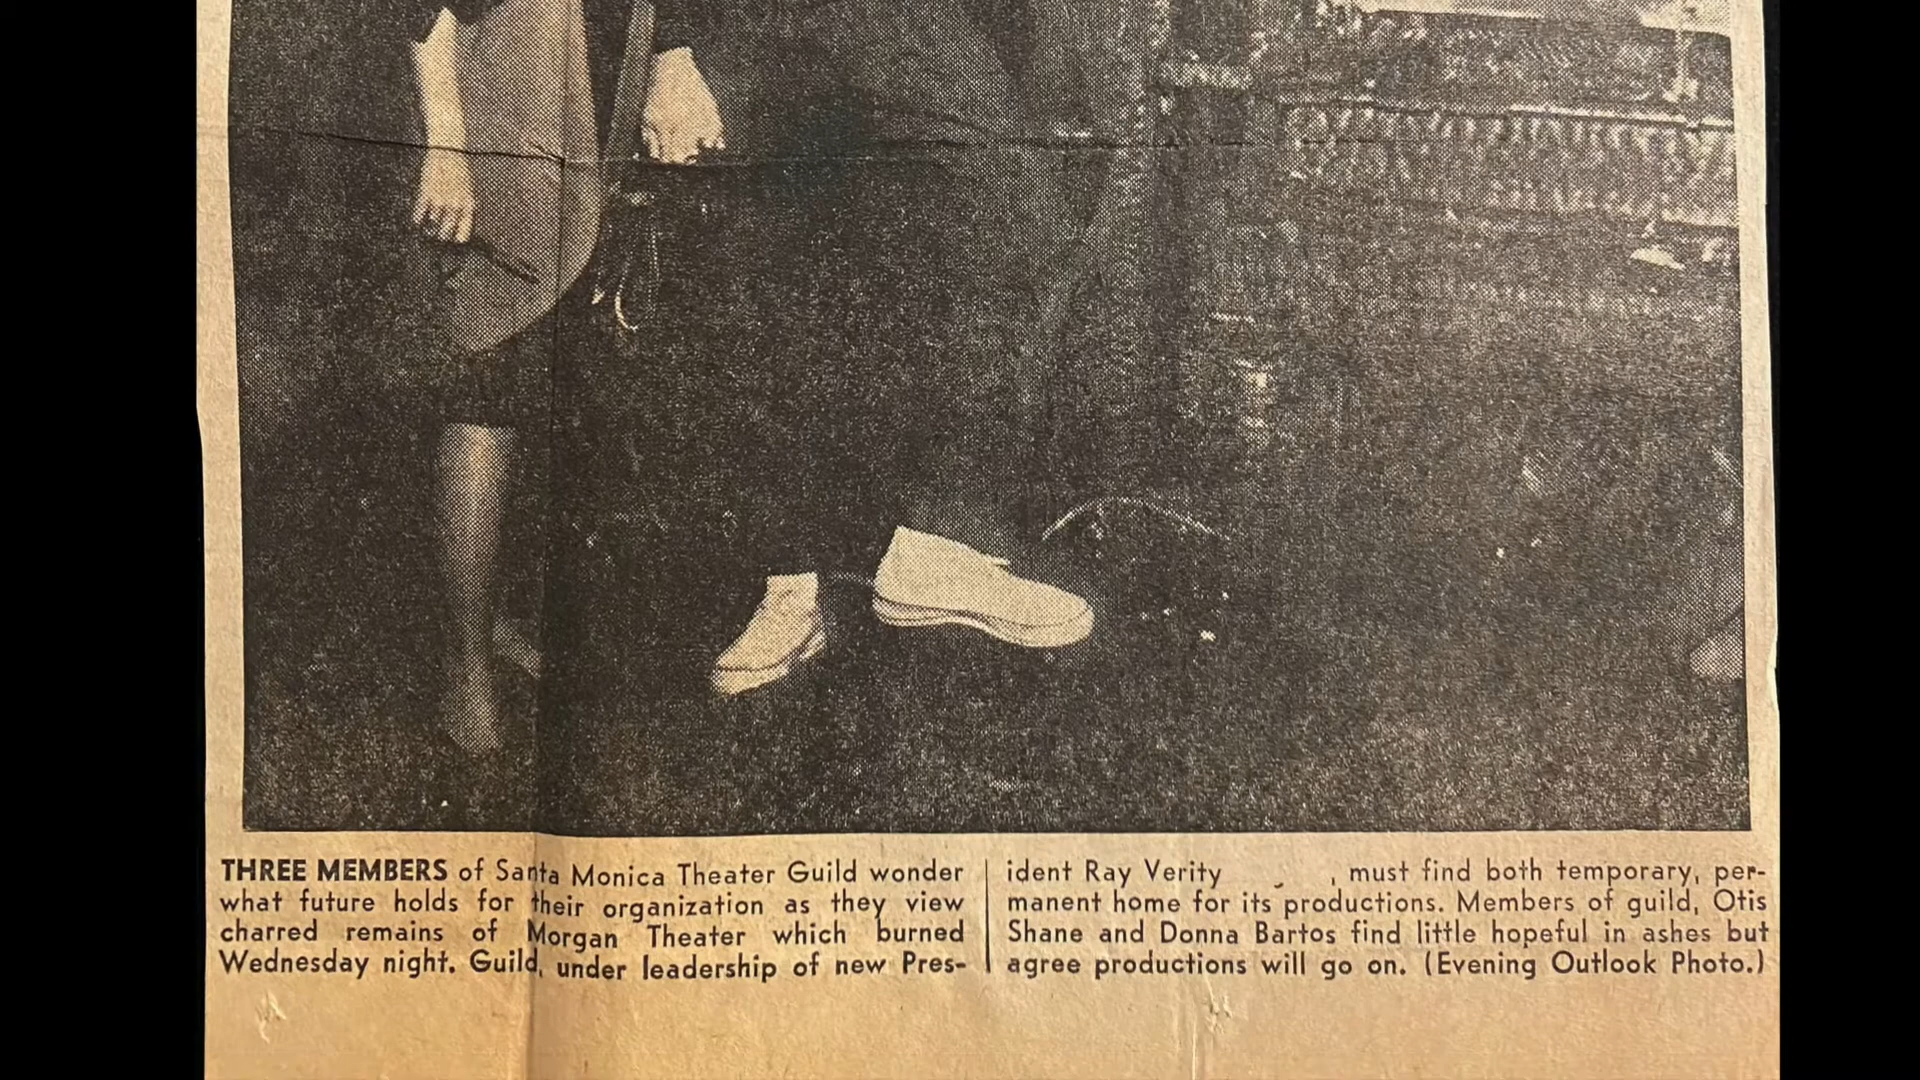 THREE MEMBERS of Santa Monica Theater Guild wonder
what future holds for their organization as they view
charred remains of Morgan Theater which burned
Wednesday night. Guild, under leadership of new Pres-
ident Ray Verity , must find both temporary, per-
manent home for its productions. Members of guild, Otis
Shane and Donna Bartos find little hopeful in ashes but
agree productions will go on. (Evening Outlook Photo.)